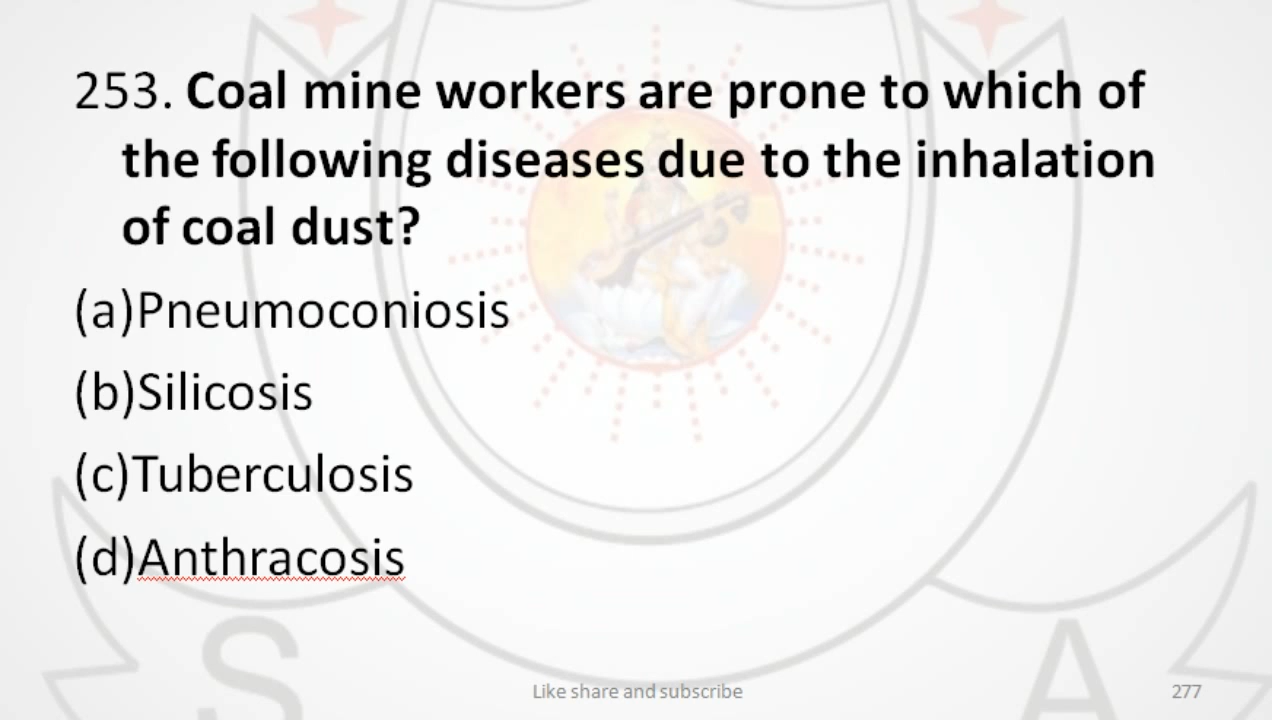 253. Coal mine workers are prone to which of
the following diseases due to the inhalation
of coal dust?
(a)Pneumoconiosis
(b)Silicosis
(c)Tuberculosis
(d)Anthracosis
S
A
Like share and subscribe
277